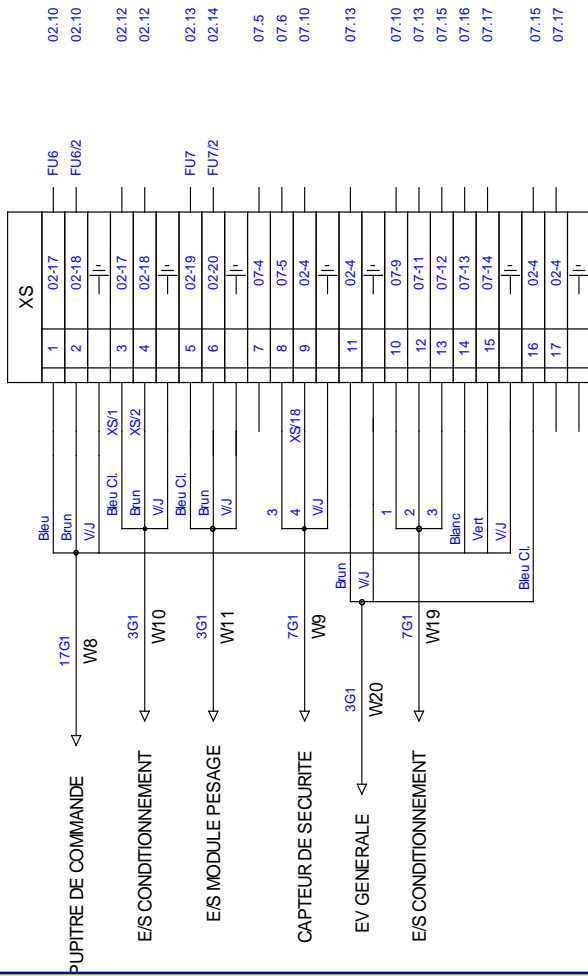 XS
Bleu 1 02-17 FU6 02.10
Brun 2 02-18 FU6/2 02.10
V/J
17G1
W8
PUPITRE DE COMMANDE
Bleu Cl. XS/1 3 02-17 02.12
Brun XS/2 4 02-18 02.12
V/J
3G1
W10
E/S CONDITIONNEMENT
Bleu Cl. 5 02-19 FU7 02.13
Brun 6 02-20 FU7/2 02.14
V/J
3G1
W11
E/S MODULE PESAGE
7 07-4 07.5
3 8 07-5 07.6
4 XS/18 9 02-4 07.10
V/J
7G1
W9
CAPTEUR DE SECURITE
Brun 11 02-4 07.13
V/J
3G1
W20
EV GENERALE
1 10 07-9 07.10
2 12 07-11 07.13
3 13 07-12 07.15
7G1
W19
E/S CONDITIONNEMENT
Blanc 14 07-13 07.16
Vert 15 07-14 07.17
V/J
Bleu Cl. 16 02-4 07.15
17 02-4 07.17